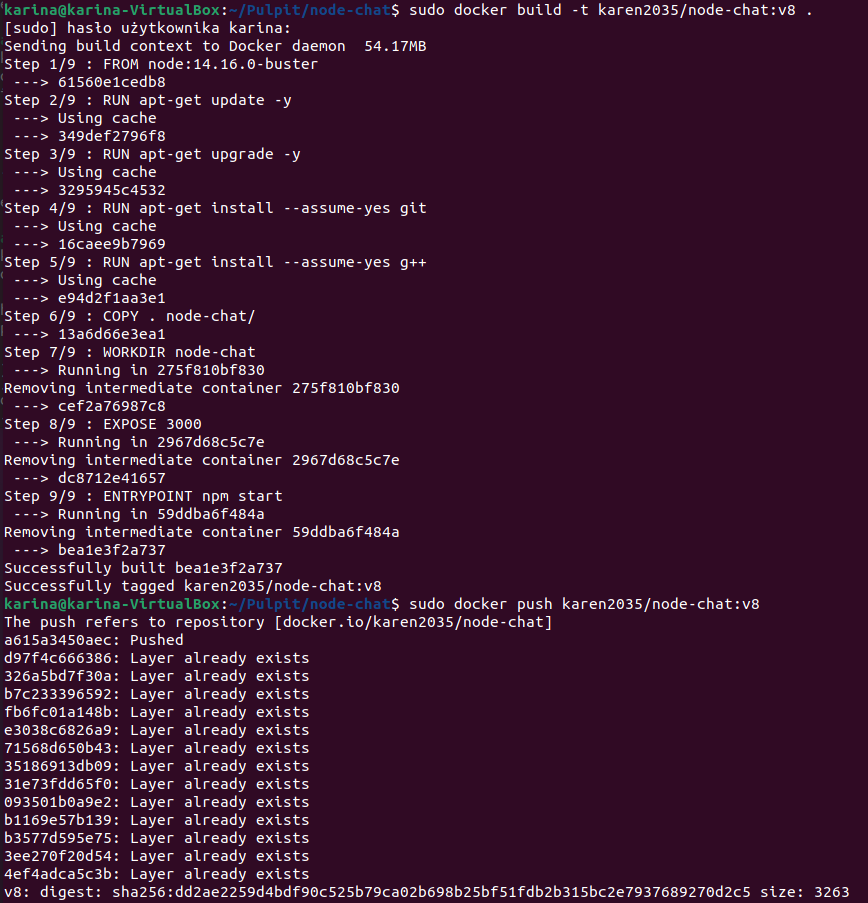 karina@karina-VirtualBox:~/Pulpit/node-chat$ sudo docker build -t karen2035/node-chat:v8 .
[sudo] hasło użytkownika karina:
Sending build context to Docker daemon  54.17MB
Step 1/9 : FROM node:14.16.0-buster
 ---> 61560e1cedb8
Step 2/9 : RUN apt-get update -y
 ---> Using cache
 ---> 349def2796f8
Step 3/9 : RUN apt-get upgrade -y
 ---> Using cache
 ---> 3295945c4532
Step 4/9 : RUN apt-get install --assume-yes git
 ---> Using cache
 ---> 16caee9b7969
Step 5/9 : RUN apt-get install --assume-yes g++
 ---> Using cache
 ---> e94d2f1aa3e1
Step 6/9 : COPY . node-chat/
 ---> 13a6d66e3ea1
Step 7/9 : WORKDIR node-chat
 ---> Running in 275f810bf830
Removing intermediate container 275f810bf830
 ---> cef2a76987c8
Step 8/9 : EXPOSE 3000
 ---> Running in 2967d68c5c7e
Removing intermediate container 2967d68c5c7e
 ---> dc8712e41657
Step 9/9 : ENTRYPOINT npm start
 ---> Running in 59ddba6f484a
Removing intermediate container 59ddba6f484a
 ---> bea1e3f2a737
Successfully built bea1e3f2a737
Successfully tagged karen2035/node-chat:v8
karina@karina-VirtualBox:~/Pulpit/node-chat$ sudo docker push karen2035/node-chat:v8
The push refers to repository [docker.io/karen2035/node-chat]
a615a3450aec: Pushed
d97f4c666386: Layer already exists
326a5bd7f30a: Layer already exists
b7c233396592: Layer already exists
fb6fc01a148b: Layer already exists
e3038c6826a9: Layer already exists
71568d650b43: Layer already exists
35186913db09: Layer already exists
31e73fdd65f0: Layer already exists
093501b0a9e2: Layer already exists
b1169e57b139: Layer already exists
b3577d595e75: Layer already exists
3ee270f20d54: Layer already exists
4ef4adca5c3b: Layer already exists
v8: digest: sha256:dd2ae2259d4bdf90c525b79ca02b698b25bf51fdb2b315bc2e7937689270d2c5 size: 3263